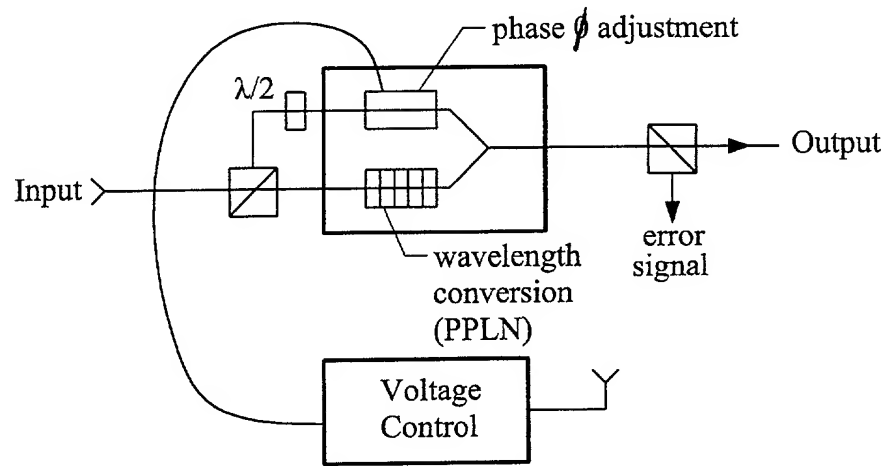 phase ϕ adjustment
λ/2
Input
Output
error
signal
wavelength
conversion
(PPLN)
Voltage
Control